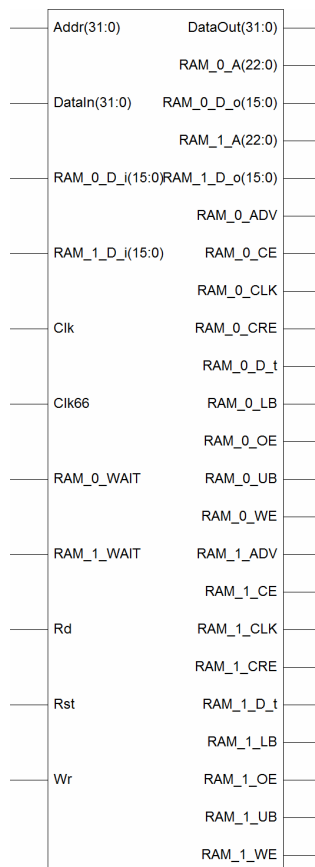 Addr(31:0) DataOut(31:0)
RAM_0_A(22:0)
DataIn(31:0) RAM_0_D_o(15:0)
RAM_1_A(22:0)
RAM_0_D_i(15:0) RAM_1_D_o(15:0)
RAM_0_ADV
RAM_1_D_i(15:0) RAM_0_CE
RAM_0_CLK
Clk RAM_0_CRE
RAM_0_D_t
Clk66 RAM_0_LB
RAM_0_OE
RAM_0_WAIT RAM_0_UB
RAM_0_WE
RAM_1_WAIT RAM_1_ADV
RAM_1_CE
Rd RAM_1_CLK
RAM_1_CRE
Rst RAM_1_D_t
RAM_1_LB
Wr RAM_1_OE
RAM_1_UB
RAM_1_WE